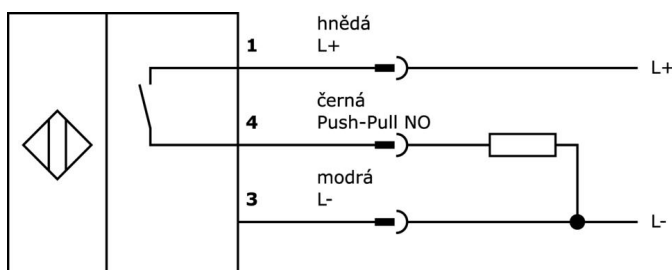 hnědá
1
L+
L+
černá
4
Push-Pull NO
modrá
3
L-
L-